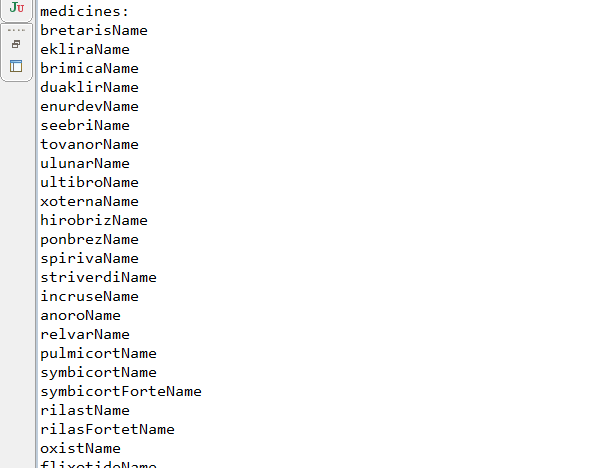 JU
medicines:
bretarisName
ekliraName
brimicaName
duaklirName
enurdevName
seebriName
tovanorName
ulunarName
ultibroName
xoternaName
hirobrizName
ponbrezName
spirivaName
striverdiName
incruseName
anoroName
relvarName
pulmicortName
symbicortName
symbicortForteName
rilastName
rilasFortetName
oxistName
flixotideName